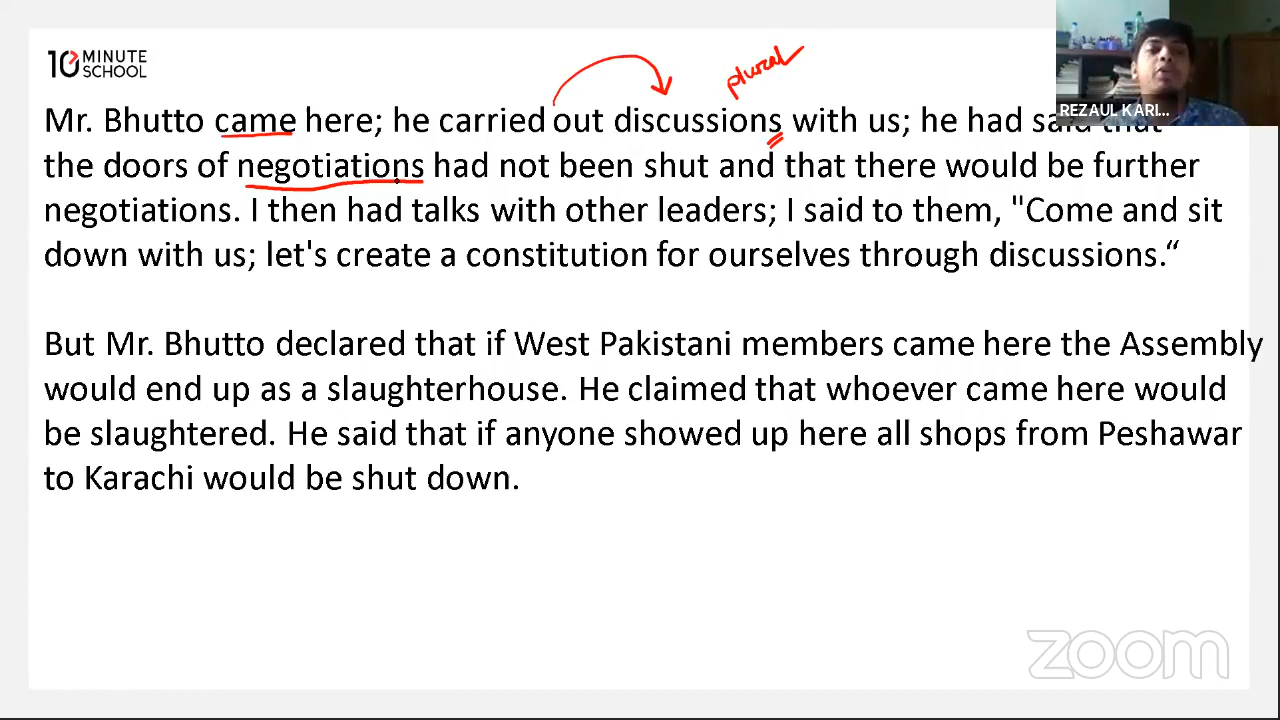 10 MINUTE
SCHOOL
plural
REZAUL KARI...
Mr. Bhutto came here; he carried out discussions with us; he had said that
the doors of negotiations had not been shut and that there would be further
negotiations. I then had talks with other leaders; I said to them, "Come and sit
down with us; let's create a constitution for ourselves through discussions.“
But Mr. Bhutto declared that if West Pakistani members came here the Assembly
would end up as a slaughterhouse. He claimed that whoever came here would
be slaughtered. He said that if anyone showed up here all shops from Peshawar
to Karachi would be shut down.
zoom